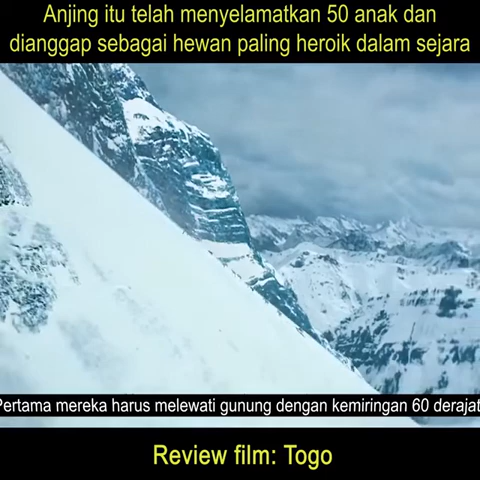 Anjing itu telah menyelamatkan 50 anak dan
dianggap sebagai hewan paling heroik dalam sejara
Pertama mereka harus melewati gunung dengan kemiringan 60 derajat
Review film: Togo